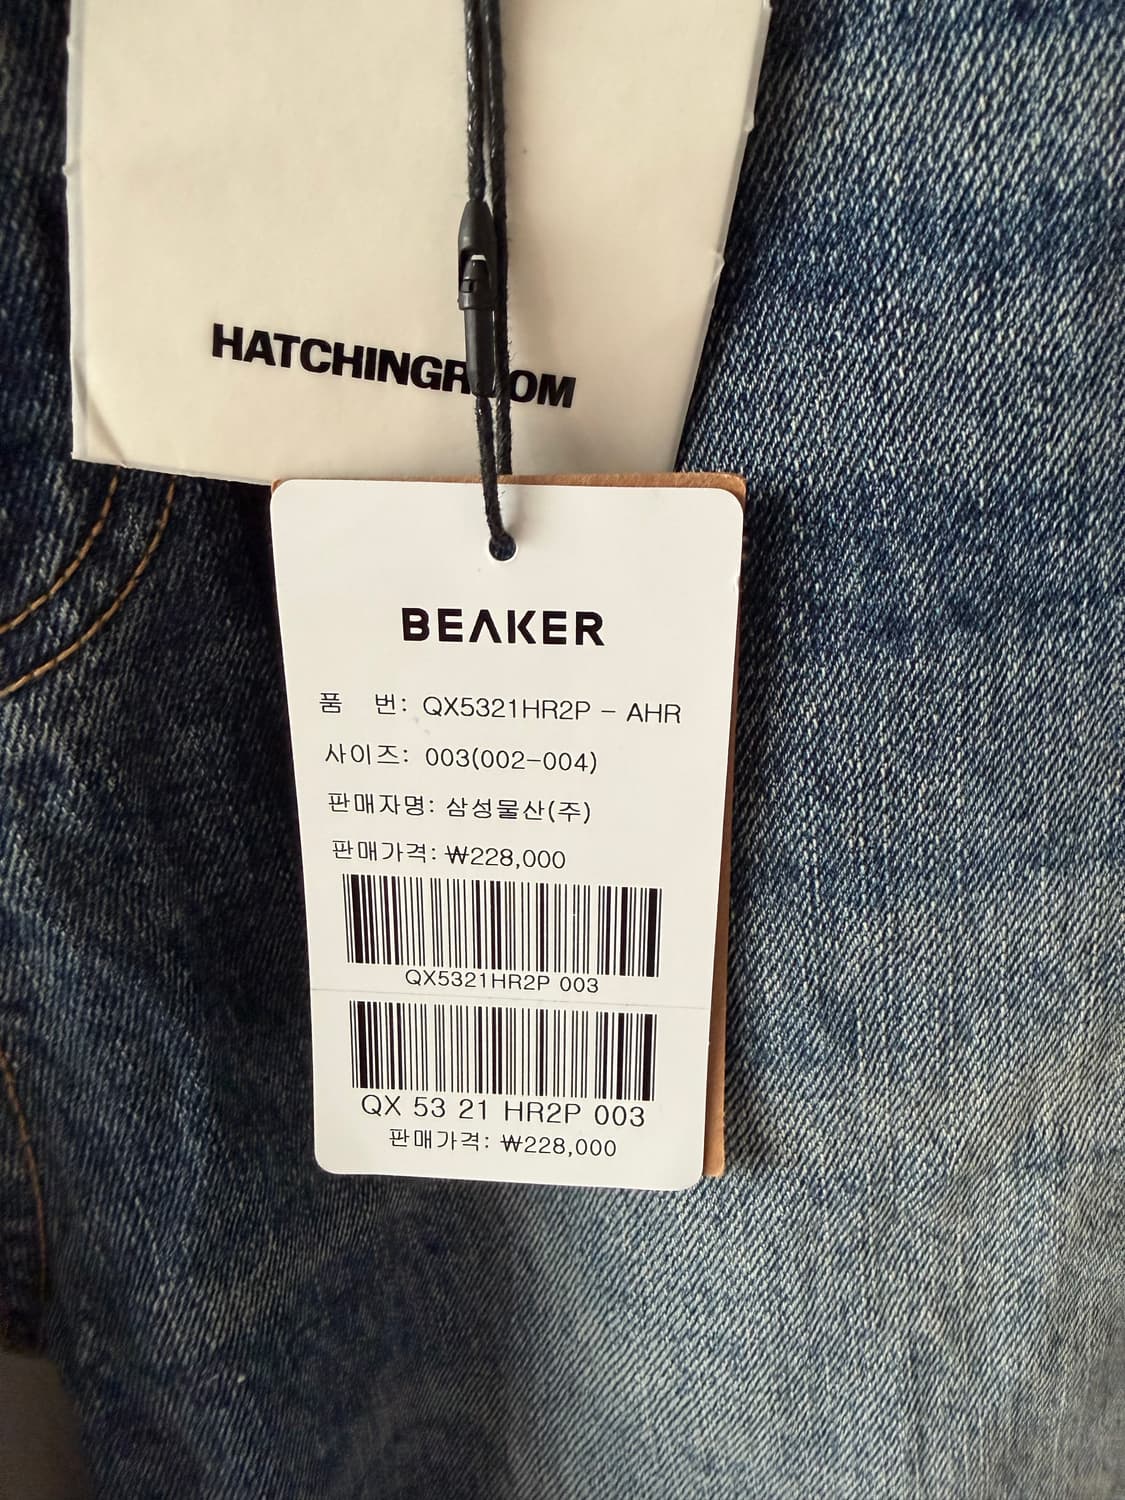 HATCHINGROOM
BEAKER
품 번: QX5321HR2P - AHR
사이즈: 003(002-004)
판매자명: 삼성물산(주)
판매가격: ₩228,000
QX5321HR2P 003
QX 53 21 HR2P 003
판매가격: ₩228,000